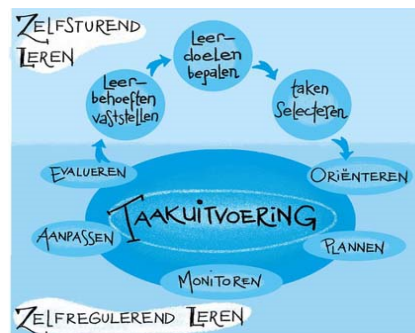 ZELFSTUREND
LEREN
Leer-
behoeften
vaststellen
Leer-
doelen
bepalen
taken
Selecteren
EVALUEREN
ORIËNTEREN
AANPASSEN
TAAKUITVOERING
PLANNEN
MONITOREN
ZELFREGULEREND LEREN